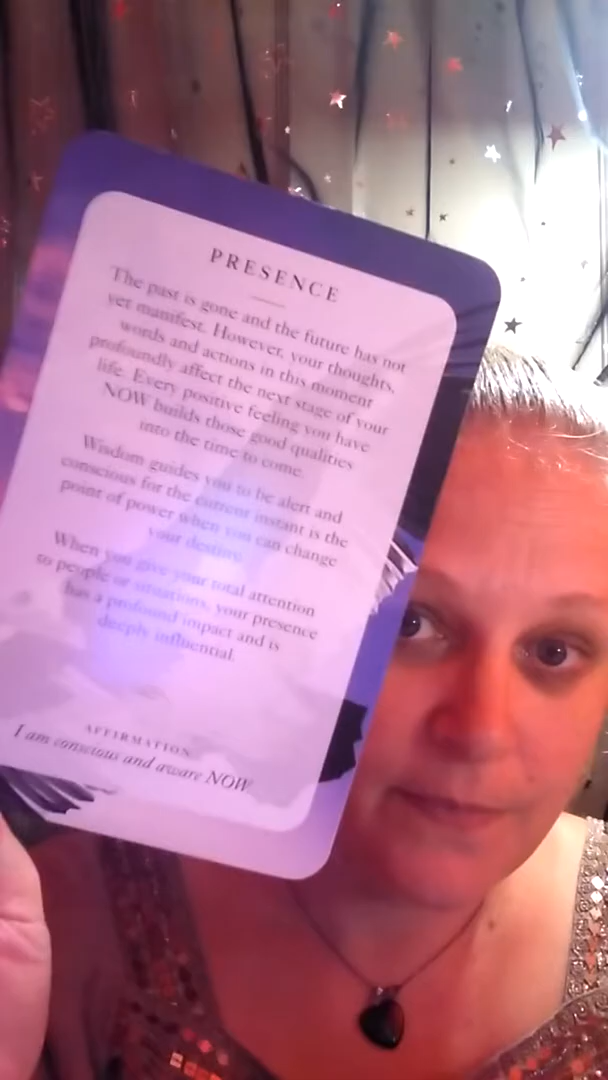 PRESENCE
The past is gone and the future has not
yet manifest. However, your thoughts,
words and actions in this moment
profoundly affect the next stage of your
life. Every positive feeling you have
NOW builds those good qualities
into the time to come.
Wisdom guides you to be alert and
conscious for the current instant is the
point of power when you can change
your destiny.
When you give your total attention
to people or situations, your presence
has a profound impact and is
deeply influential.
AFFIRMATION
I am conscious and aware NOW.